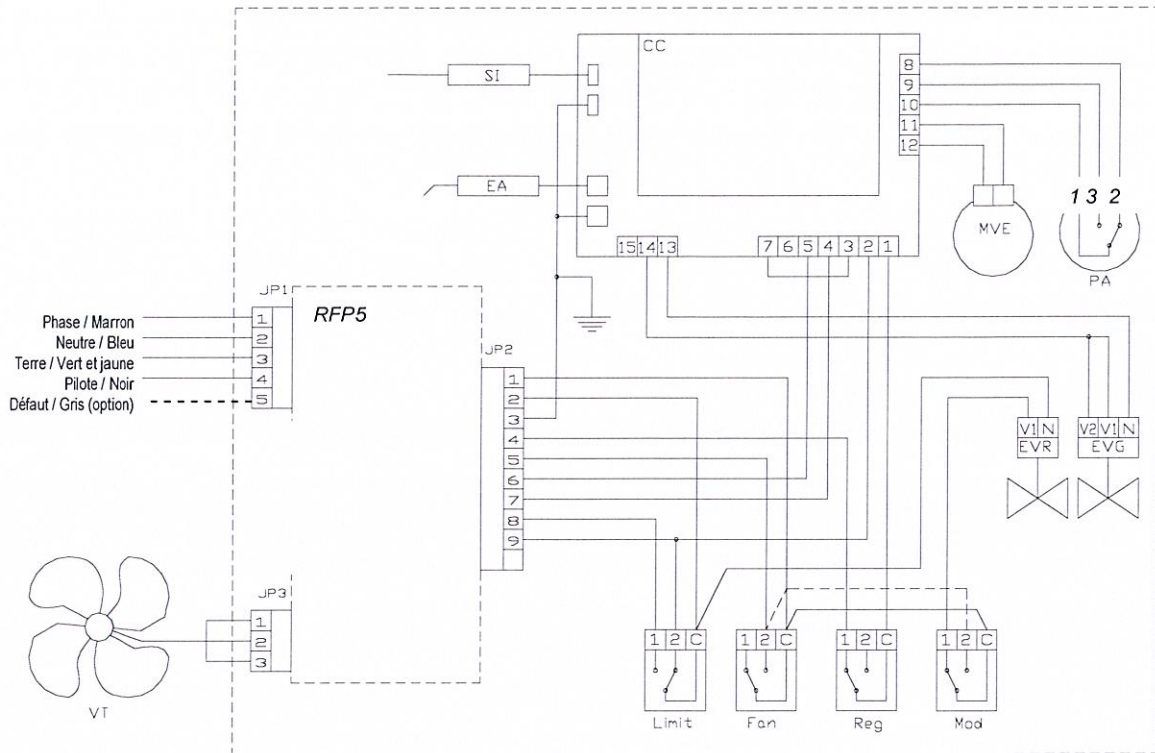 CC
SI
8
9
10
11
12
EA
1 3 2
MVE
PA
15 14 13
7 6 5 4 3 2 1
JP1
RFP5
Phase / Marron
1
Neutre / Bleu
2
Terre / Vert et jaune
3
Pilote / Noir
4
Défaut / Gris (option)
5
JP2
1
2
3
4
5
6
7
8
9
V1 N
EVR
V2 V1 N
EVG
JP3
1
2
3
VT
1 2 C
Limit
1 2 C
Fan
1 2 C
Reg
1 2 C
Mod